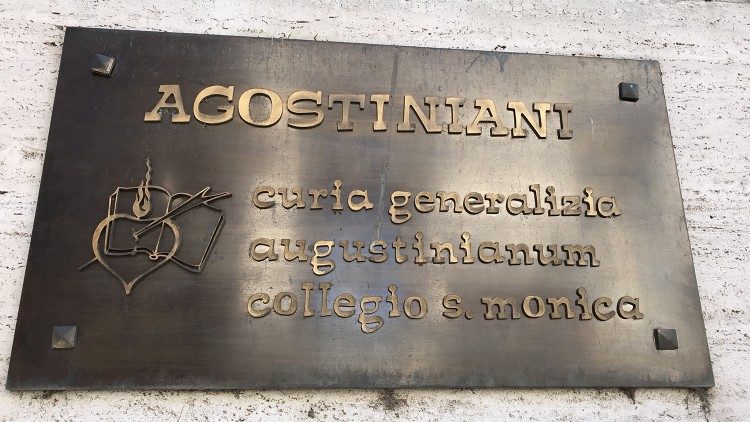 AGOSTINIANI
curia generalizia
augustinianum
collegio s. monica